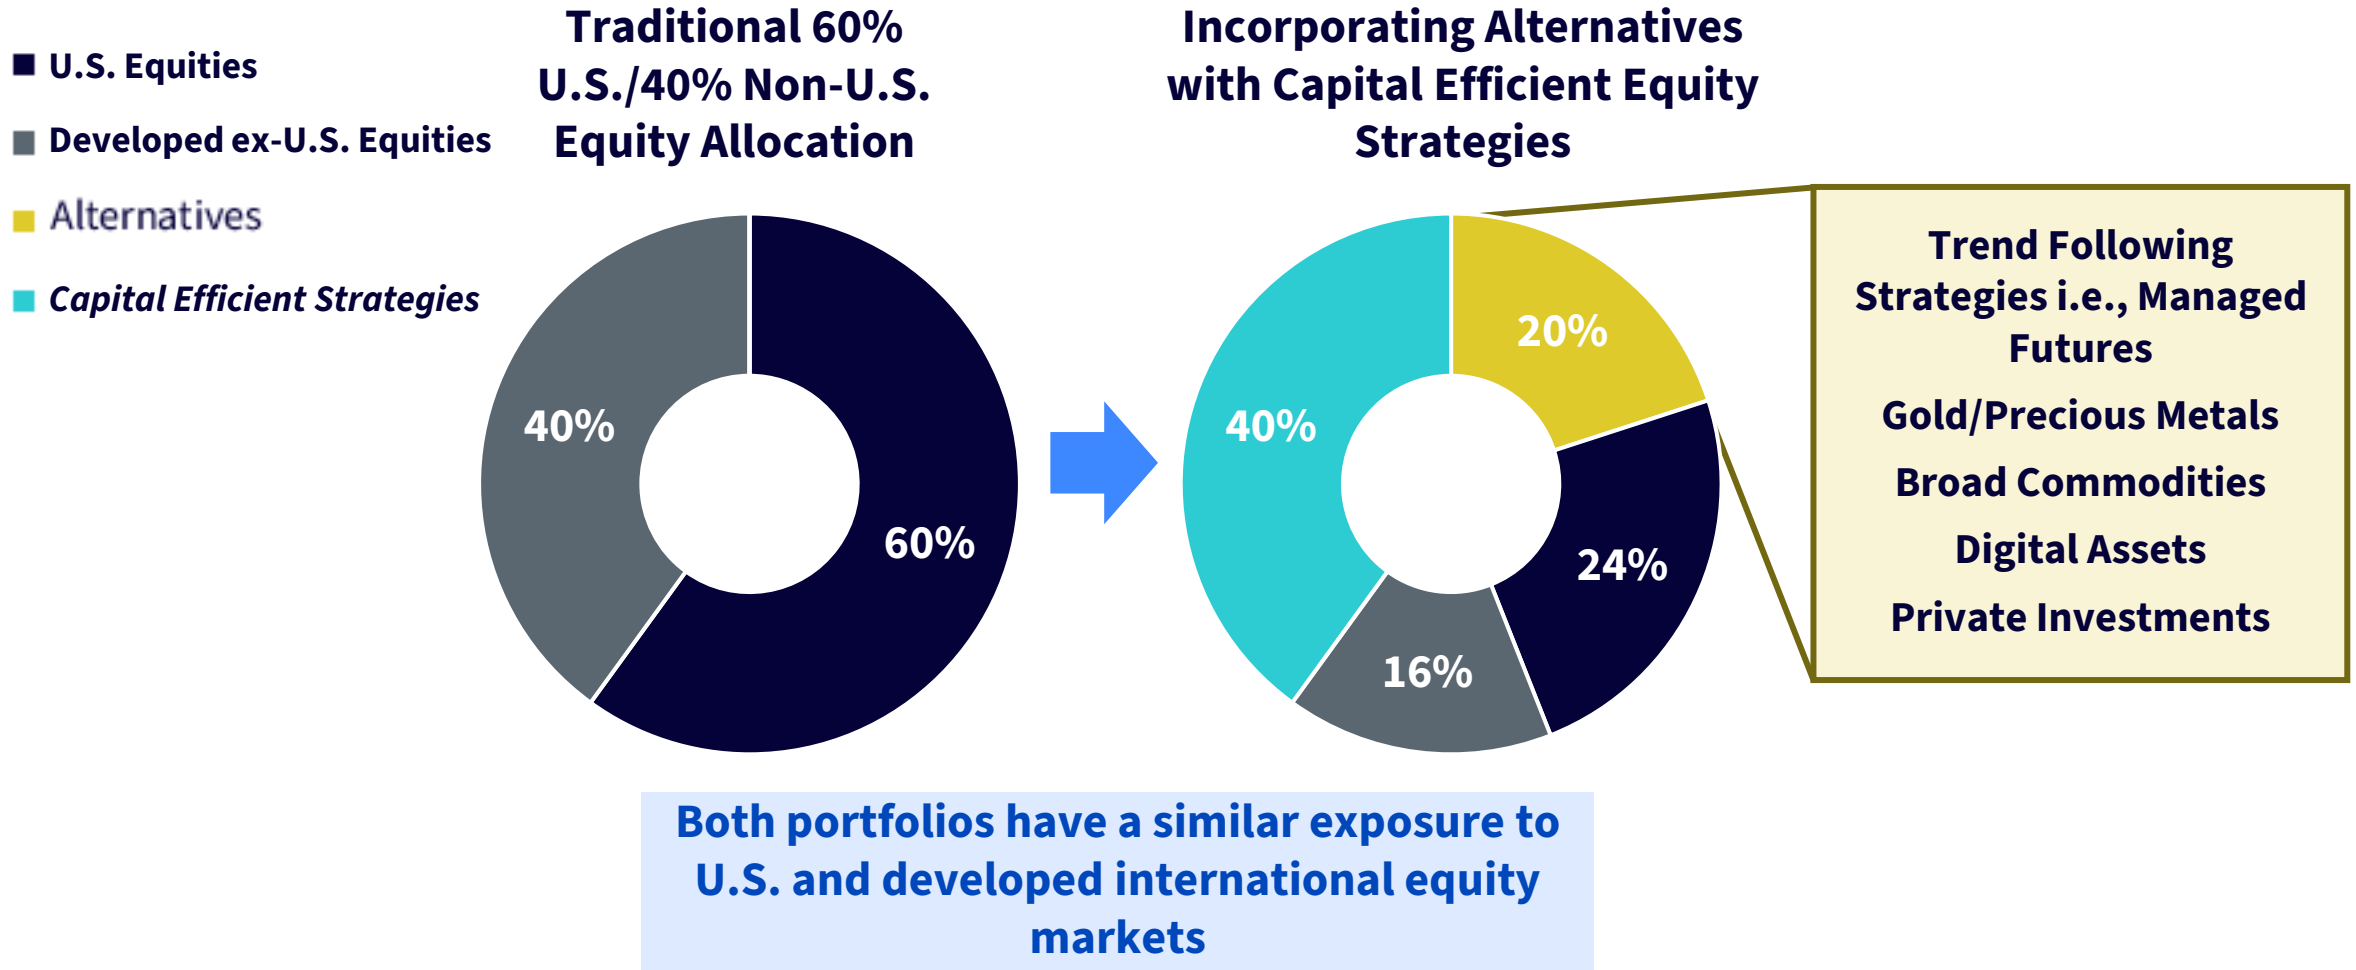 U.S. Equities
Developed ex-U.S. Equities
Alternatives
Capital Efficient Strategies
Traditional 60%
U.S./40% Non-U.S.
Equity Allocation
40%
60%
Incorporating Alternatives
with Capital Efficient Equity
Strategies
20%
40%
24%
16%
Trend Following
Strategies i.e., Managed
Futures
Gold/Precious Metals
Broad Commodities
Digital Assets
Private Investments
Both portfolios have a similar exposure to
U.S. and developed international equity
markets